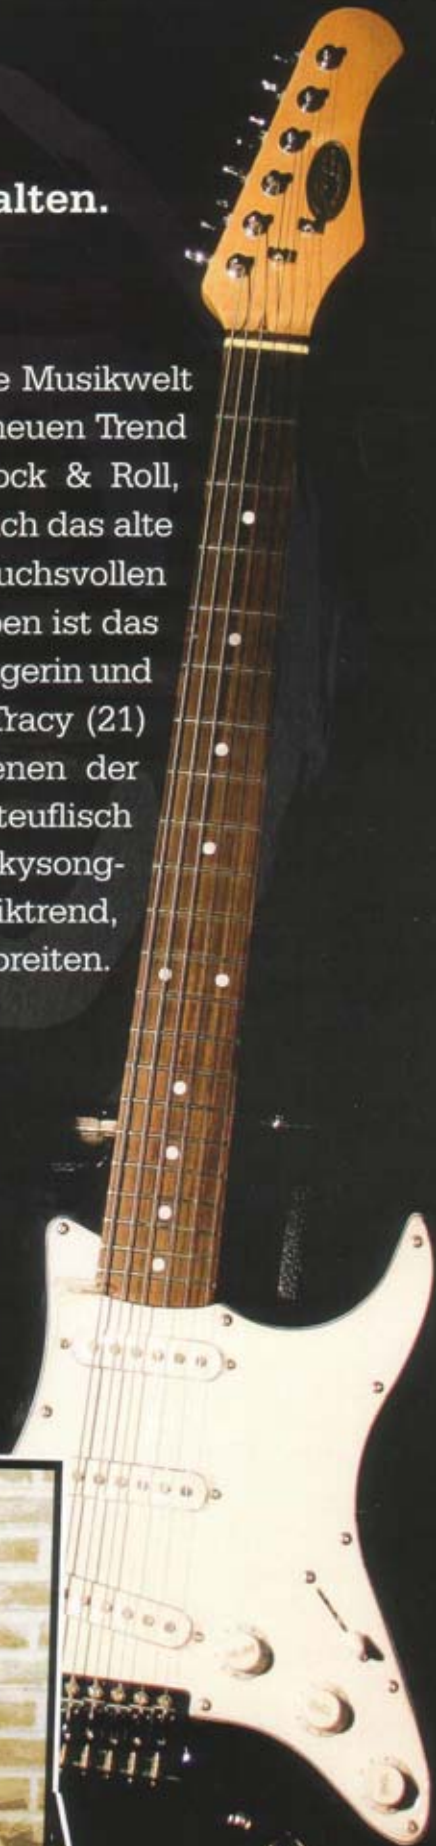 alten.
e Musikwelt
neuen Trend
ock & Roll,
ch das alte
uchsvollen
en ist das
gerin und
Tracy (21)
enen der
teuflisch
kysong-
iktrend,
breiten.